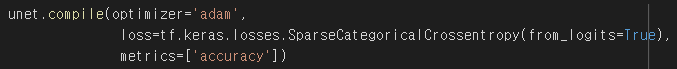 unet.compile(optimizer='adam',
loss=tf.keras.losses.SparseCategoricalCrossentropy(from_logits=True),
metrics=['accuracy'])